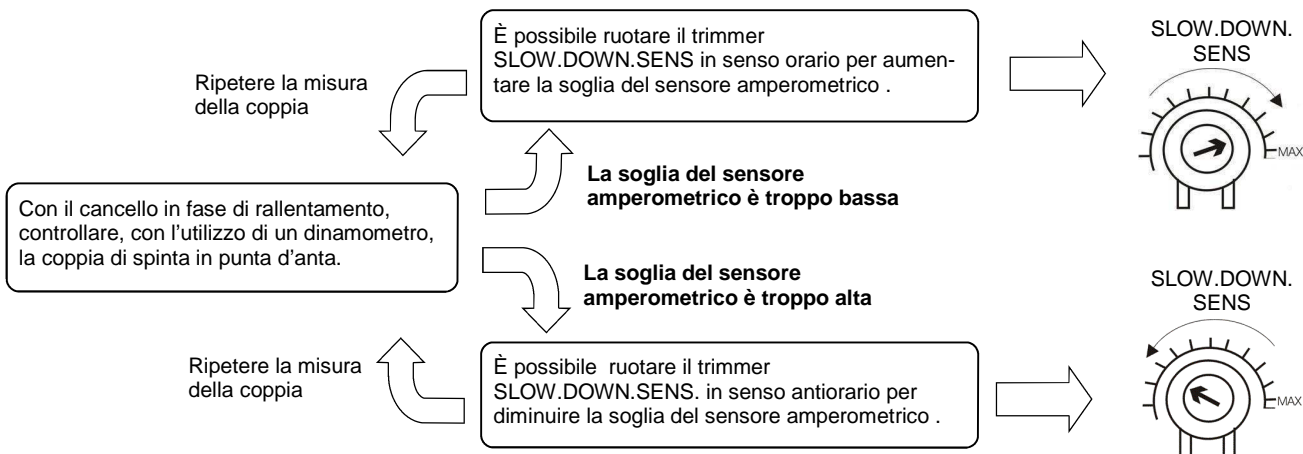 È possibile ruotare il trimmer
SLOW.DOWN.SENS in senso orario per aumen-
tare la soglia del sensore amperometrico .
SLOW.DOWN.
SENS
MAX
Ripetere la misura
della coppia
La soglia del sensore
amperometrico è troppo bassa
Con il cancello in fase di rallentamento,
controllare, con l'utilizzo di un dinamometro,
la coppia di spinta in punta d'anta.
La soglia del sensore
amperometrico è troppo alta
Ripetere la misura
della coppia
È possibile  ruotare il trimmer
SLOW.DOWN.SENS. in senso antiorario per
diminuire la soglia del sensore amperometrico .
SLOW.DOWN.
SENS
MAX